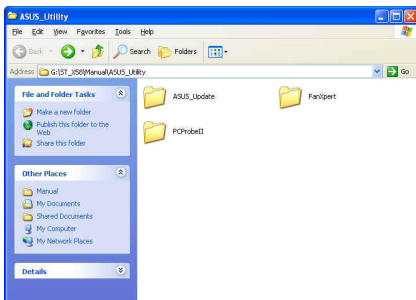 ASUS_Utility
File Edit View Favorites Tools Help
Back Search Folders
Address G:\ST_X58\Manual\ASUS_Utility Go
File and Folder Tasks
Make a new folder
Publish this folder to the
Web
Share this folder
Other Places
Manual
My Documents
Shared Documents
My Computer
My Network Places
Details
ASUS_Update
FanXpert
PCProbeII